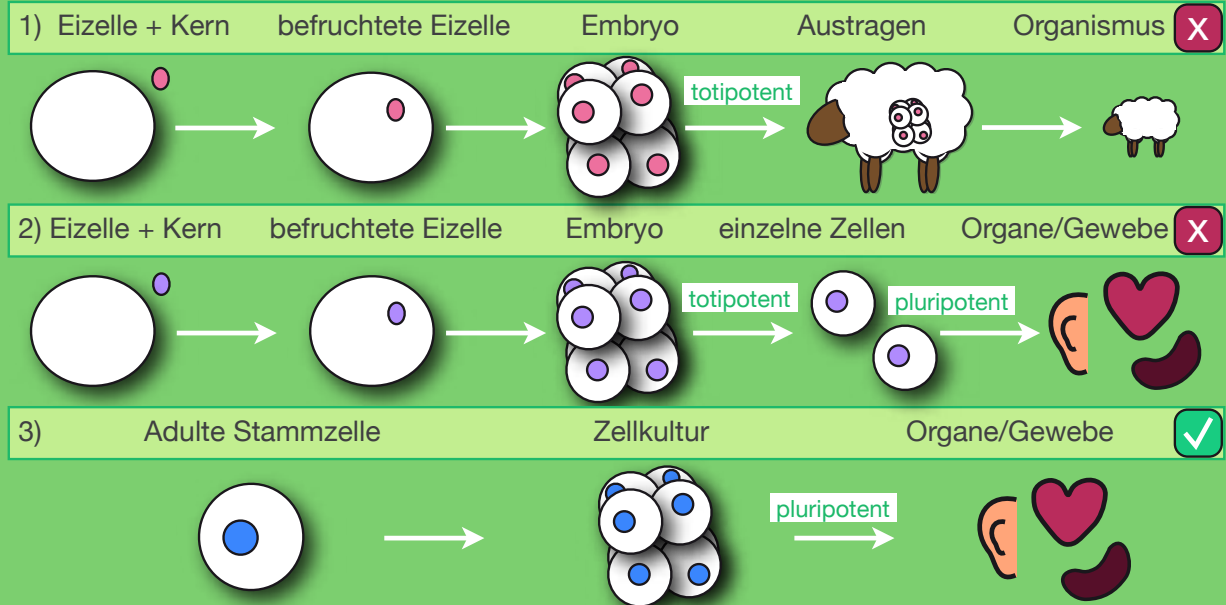 1) Eizelle + Kern befruchtete Eizelle Embryo Austragen Organismus X
totipotent
2) Eizelle + Kern befruchtete Eizelle Embryo einzelne Zellen Organe/Gewebe X
totipotent pluripotent
3) Adulte Stammzelle Zellkultur Organe/Gewebe
pluripotent